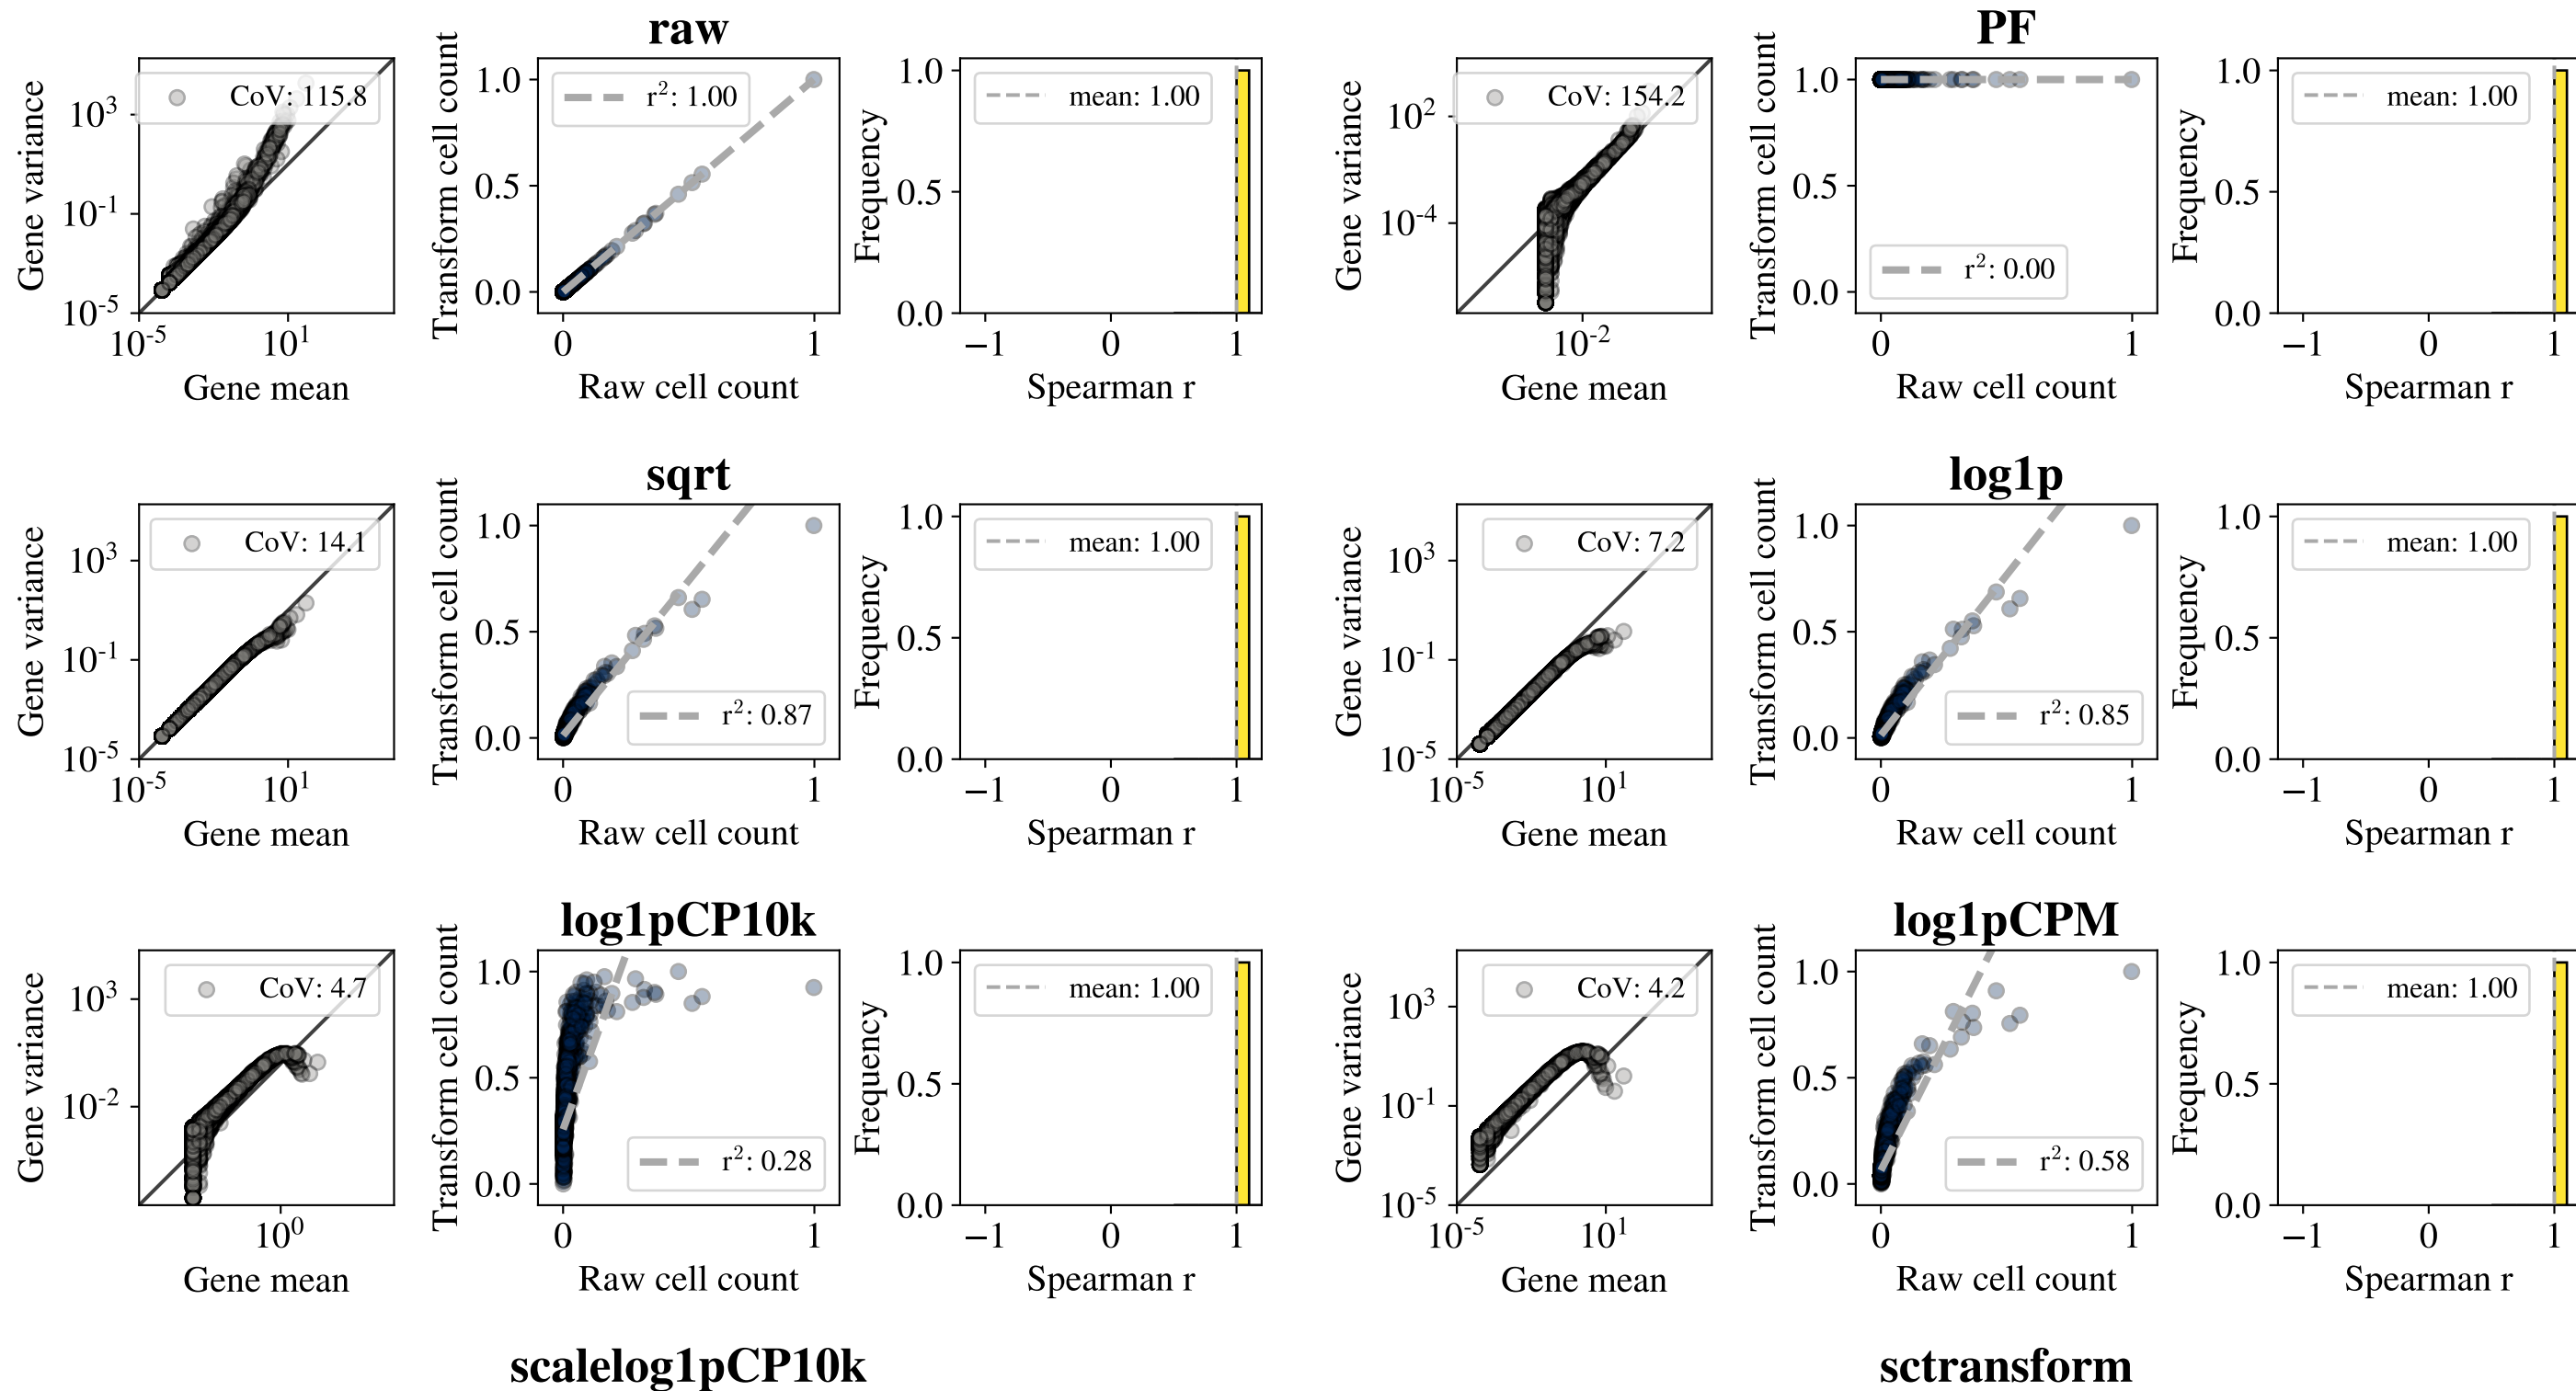 raw
Gene variance
10³
10⁻¹
10⁻⁵
CoV: 115.8
10⁻⁵ 10¹
Gene mean
Transform cell count
1.0
0.5
0.0
r²: 1.00
0 1
Raw cell count
Frequency
1.0
0.5
0.0
mean: 1.00
−1 0 1
Spearman r
PF
Gene variance
10²
10⁻⁴
CoV: 154.2
10⁻²
Gene mean
Transform cell count
1.0
0.5
0.0
r²: 0.00
0 1
Raw cell count
Frequency
1.0
0.5
0.0
mean: 1.00
−1 0 1
Spearman r
sqrt
Gene variance
10³
10⁻¹
10⁻⁵
CoV: 14.1
10⁻⁵ 10¹
Gene mean
Transform cell count
1.0
0.5
0.0
r²: 0.87
0 1
Raw cell count
Frequency
1.0
0.5
0.0
mean: 1.00
−1 0 1
Spearman r
log1p
Gene variance
10³
10⁻¹
10⁻⁵
CoV: 7.2
10⁻⁵ 10¹
Gene mean
Transform cell count
1.0
0.5
0.0
r²: 0.85
0 1
Raw cell count
Frequency
1.0
0.5
0.0
mean: 1.00
−1 0 1
Spearman r
log1pCP10k
Gene variance
10³
10⁻²
CoV: 4.7
10⁰
Gene mean
Transform cell count
1.0
0.5
0.0
r²: 0.28
0 1
Raw cell count
Frequency
1.0
0.5
0.0
mean: 1.00
−1 0 1
Spearman r
log1pCPM
Gene variance
10³
10⁻¹
10⁻⁵
CoV: 4.2
10⁻⁵ 10¹
Gene mean
Transform cell count
1.0
0.5
0.0
r²: 0.58
0 1
Raw cell count
Frequency
1.0
0.5
0.0
mean: 1.00
−1 0 1
Spearman r
scalelog1pCP10k
sctransform